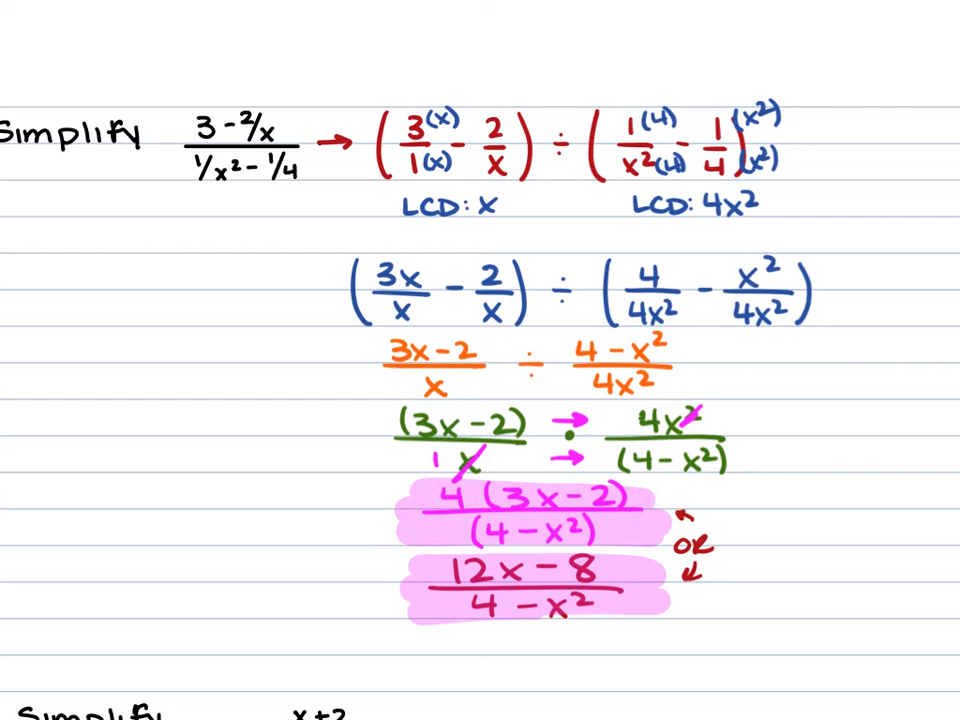 Simplify (3 - 2/x)/(1/x² - 1/4) → (3(x)/1(x) - 2/x) ÷ (1(4)/x²(4) - 1(x²)/4(x²))
LCD: x LCD: 4x²
(3x/x - 2/x) ÷ (4/4x² - x²/4x²)
(3x-2)/x ÷ (4-x²)/4x²
(3x-2)/x → → · 4x²/(4-x²)
1
4(3x-2)/(4-x²)
OR
(12x-8)/(4-x²)
Simplify x+2